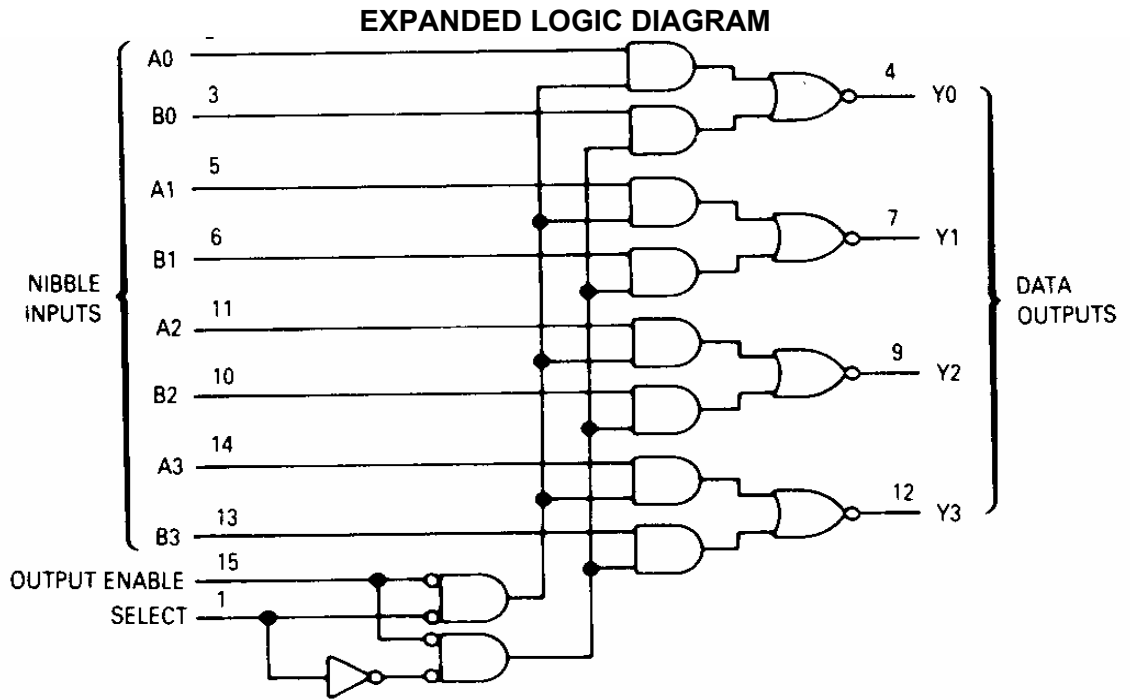 EXPANDED LOGIC DIAGRAM
A0
3
B0
5
A1
6
B1
11
A2
10
B2
14
A3
13
B3
NIBBLE
INPUTS
15
OUTPUT ENABLE
1
SELECT
4
Y0
7
Y1
9
Y2
12
Y3
DATA
OUTPUTS